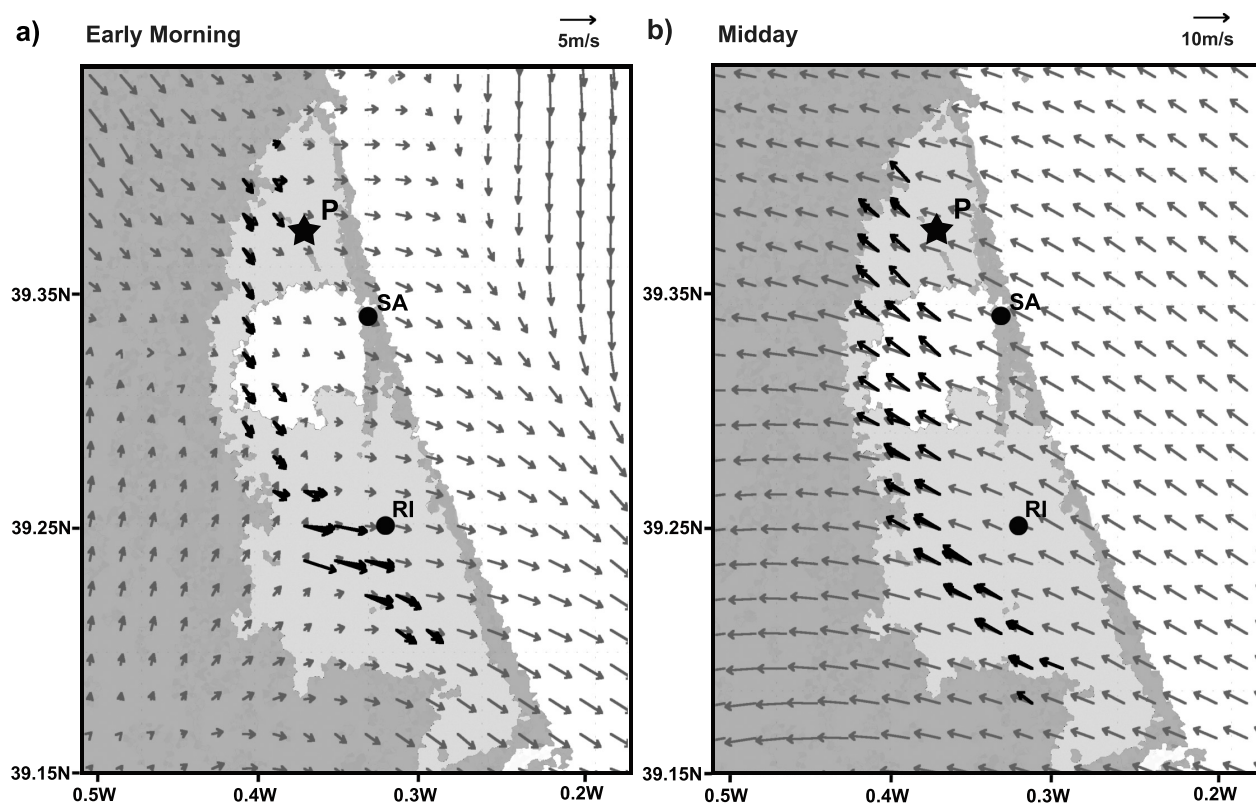 a) Early Morning
5m/s
b) Midday
10m/s
P
SA
RI
39.35N
39.25N
39.15N
0.5W 0.4W 0.3W 0.2W
P
SA
RI
39.35N
39.25N
39.15N
0.5W 0.4W 0.3W 0.2W